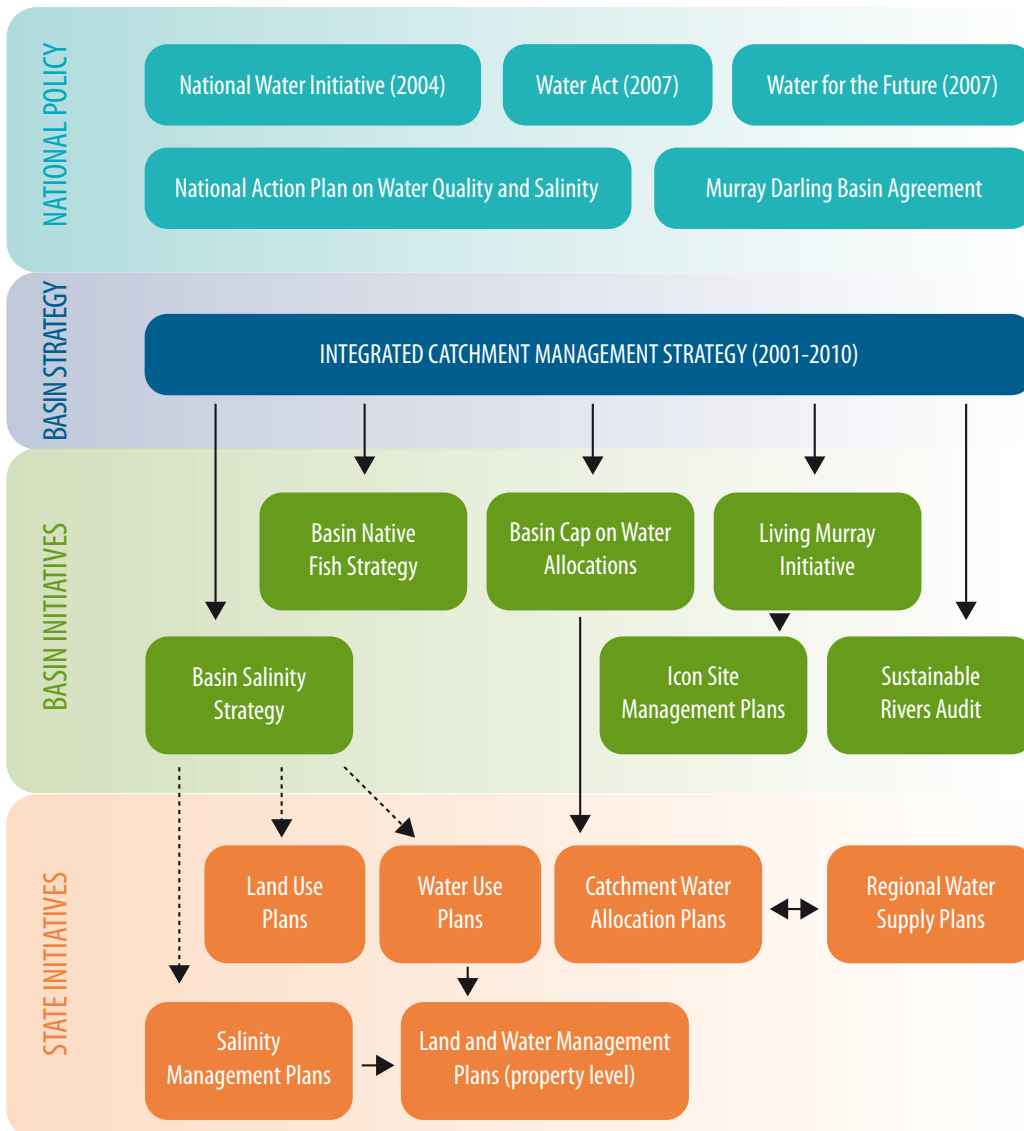 NATIONAL POLICY
National Water Initiative (2004)
Water Act (2007)
Water for the Future (2007)
National Action Plan on Water Quality and Salinity
Murray Darling Basin Agreement
BASIN STRATEGY
INTEGRATED CATCHMENT MANAGEMENT STRATEGY (2001-2010)
BASIN INITIATIVES
Basin Native
Fish Strategy
Basin Cap on Water
Allocations
Living Murray
Initiative
Basin Salinity
Strategy
Icon Site
Management Plans
Sustainable
Rivers Audit
STATE INITIATIVES
Land Use
Plans
Water Use
Plans
Catchment Water
Allocation Plans
Regional Water
Supply Plans
Salinity
Management Plans
Land and Water Management
Plans (property level)